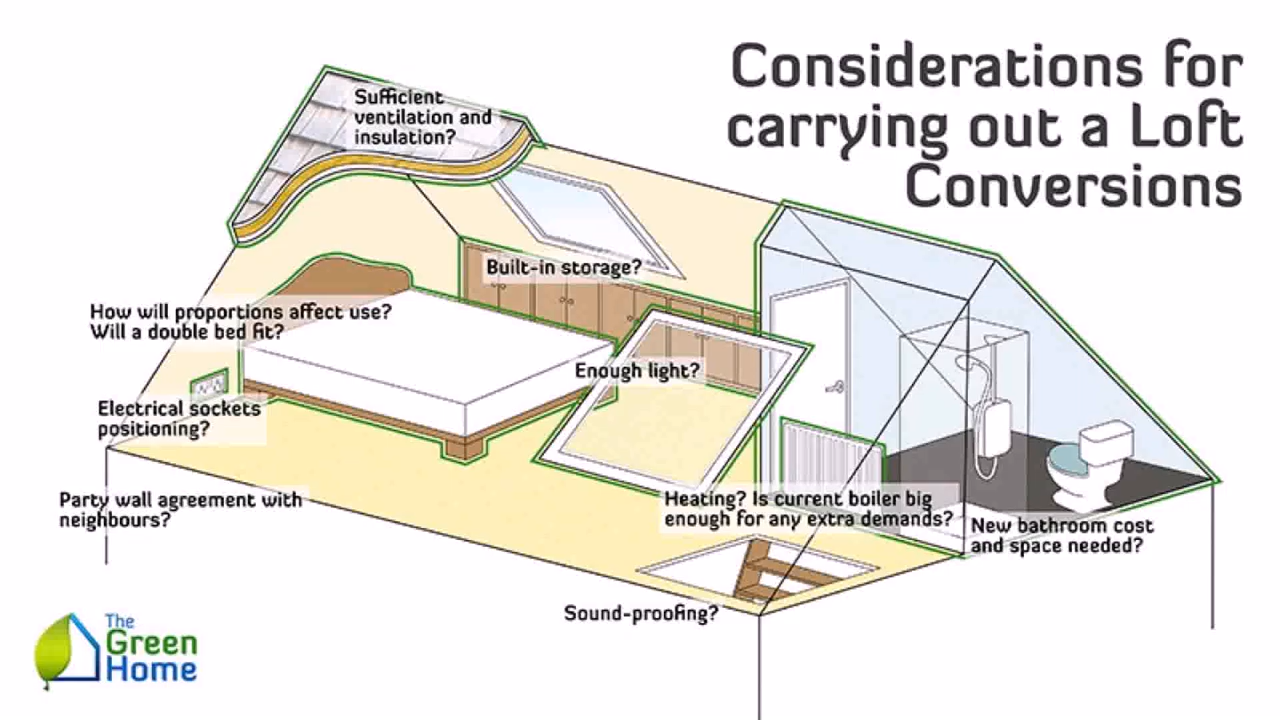 Considerations for
carrying out a Loft
Conversions
Sufficient
ventilation and
insulation?
Built-in storage?
How will proportions affect use?
Will a double bed fit?
Enough light?
Electrical sockets
positioning?
Party wall agreement with
neighbours?
Heating? Is current boiler big
enough for any extra demands?
New bathroom cost
and space needed?
Sound-proofing?
The
Green
Home